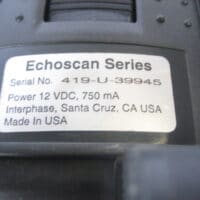 Echoscan Series
Serial No. 419-U-39945
Power 12 VDC, 750 mA
Interphase, Santa Cruz, CA USA
Made In USA